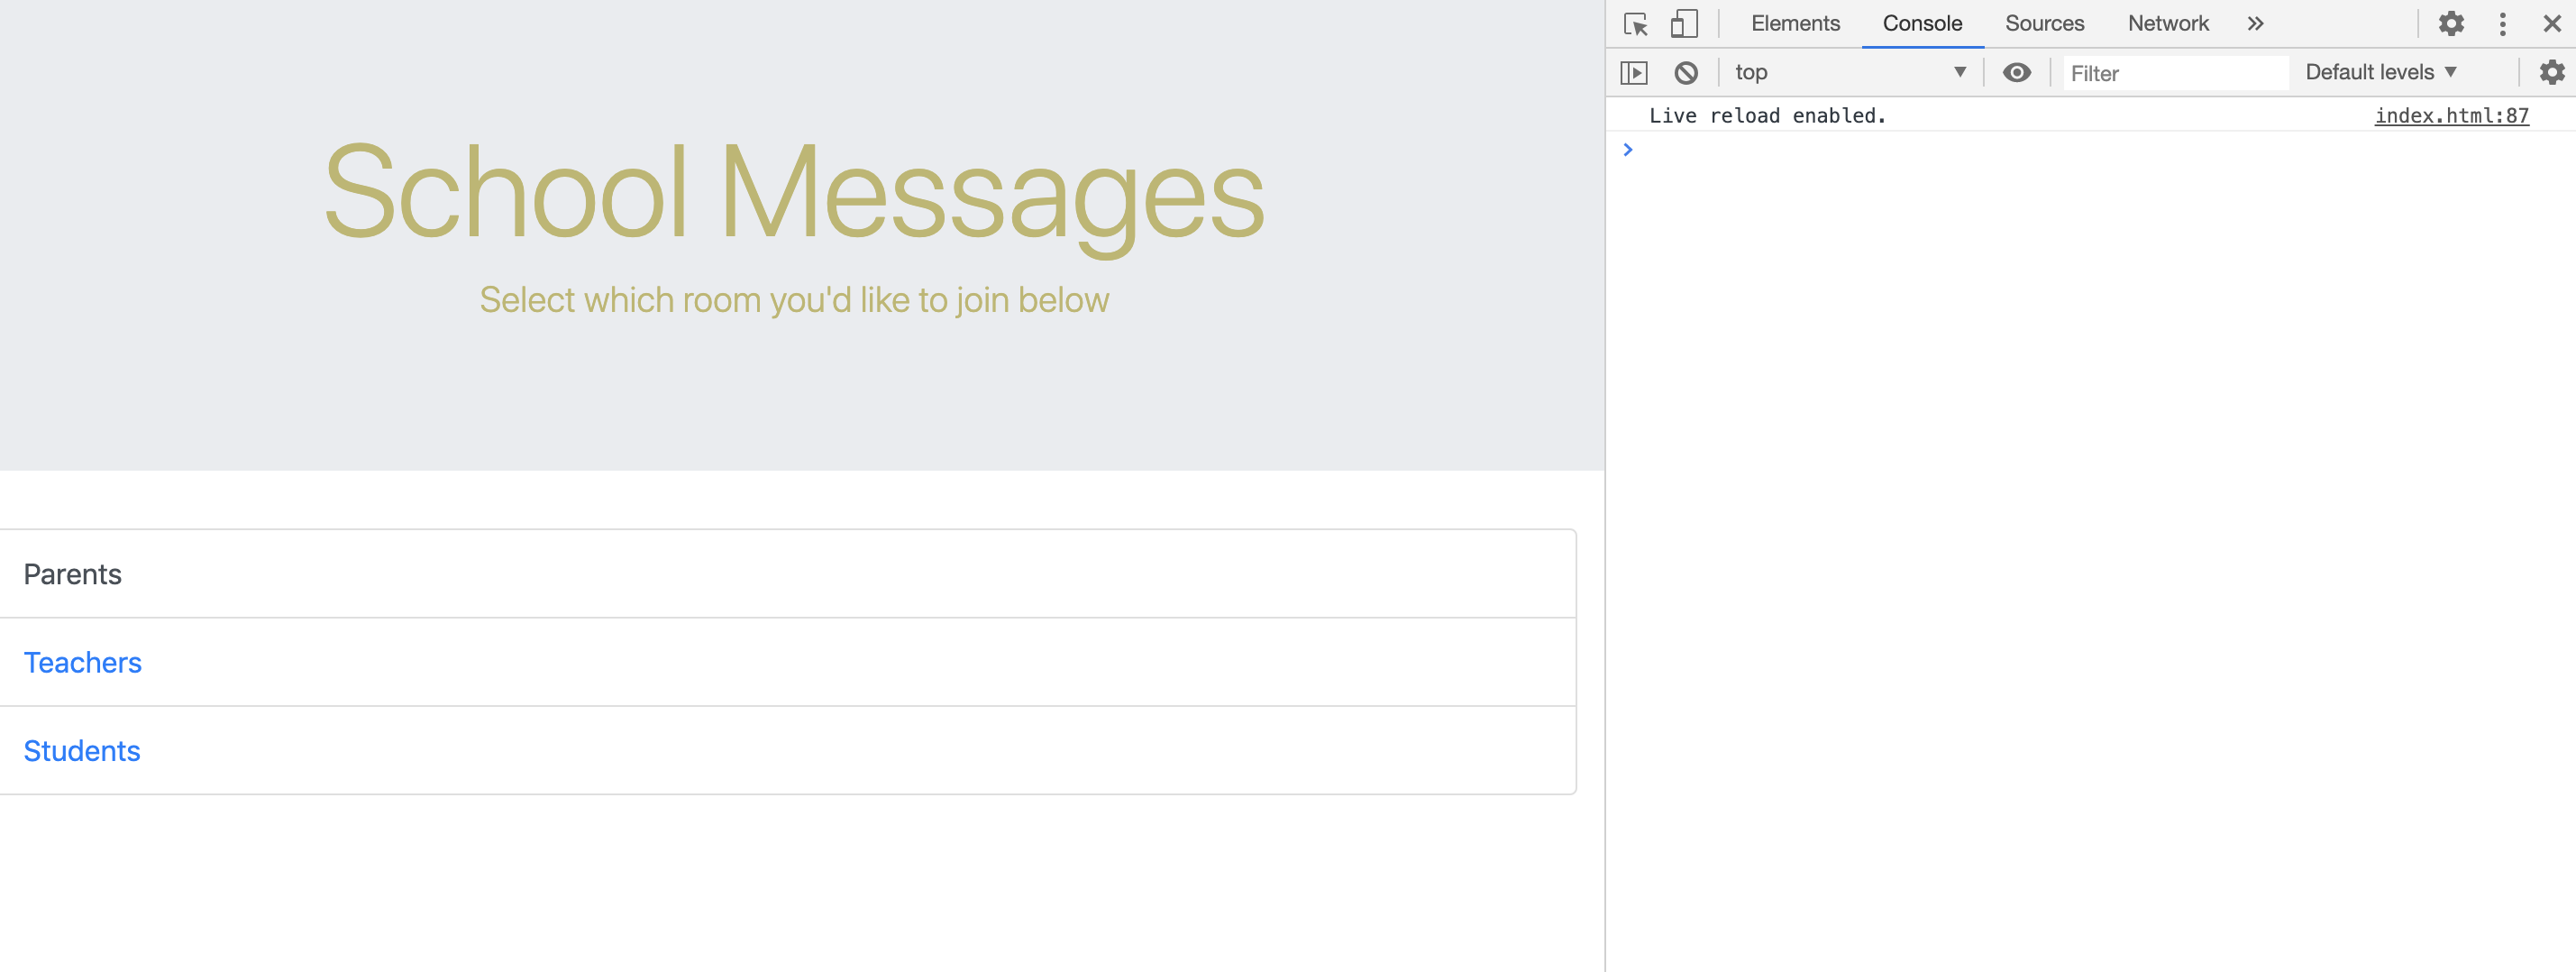 School Messages
Select which room you'd like to join below
Parents
Teachers
Students
Elements Console Sources Network
top Filter Default levels
Live reload enabled. index.html:87